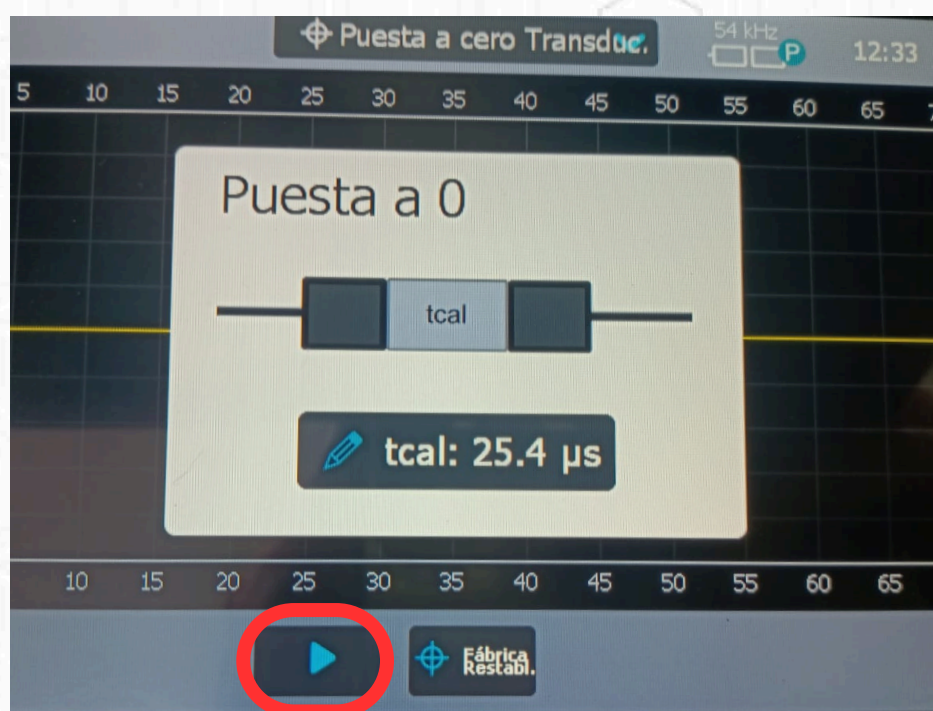 Puesta a cero Transduc.
54 kHz
P
12:33
5 10 15 20 25 30 35 40 45 50 55 60 65
Puesta a 0
tcal
tcal: 25.4 µs
10 15 20 25 30 35 40 45 50 55 60 65
Fábrica
Restabl.